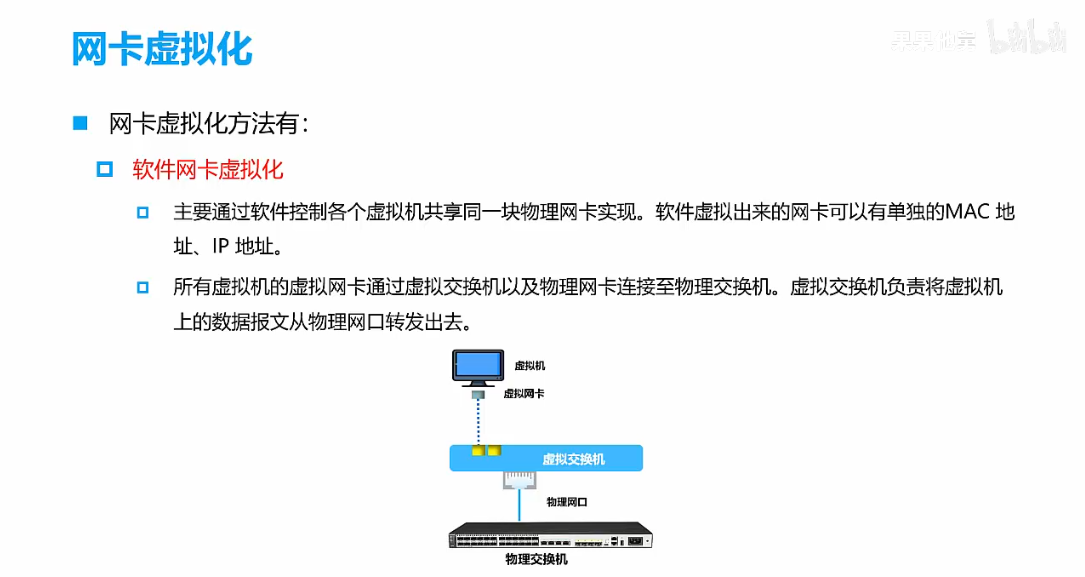 网卡虚拟化
果果 也霏 bilibili
网卡虚拟化方法有：
软件网卡虚拟化
主要通过软件控制各个虚拟机共享同一块物理网卡实现。软件虚拟出来的网卡可以有单独的MAC 地
址、IP 地址。
所有虚拟机的虚拟网卡通过虚拟交换机以及物理网卡连接至物理交换机。虚拟交换机负责将虚拟机
上的数据报文从物理网口转发出去。
虚拟机
虚拟网卡
虚拟交换机
物理网口
物理交换机